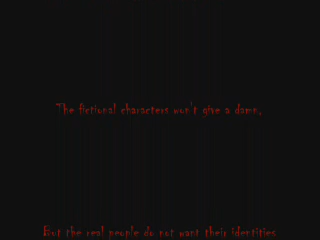 The fictional characters won't give a damn,
But the real people do not want their identities